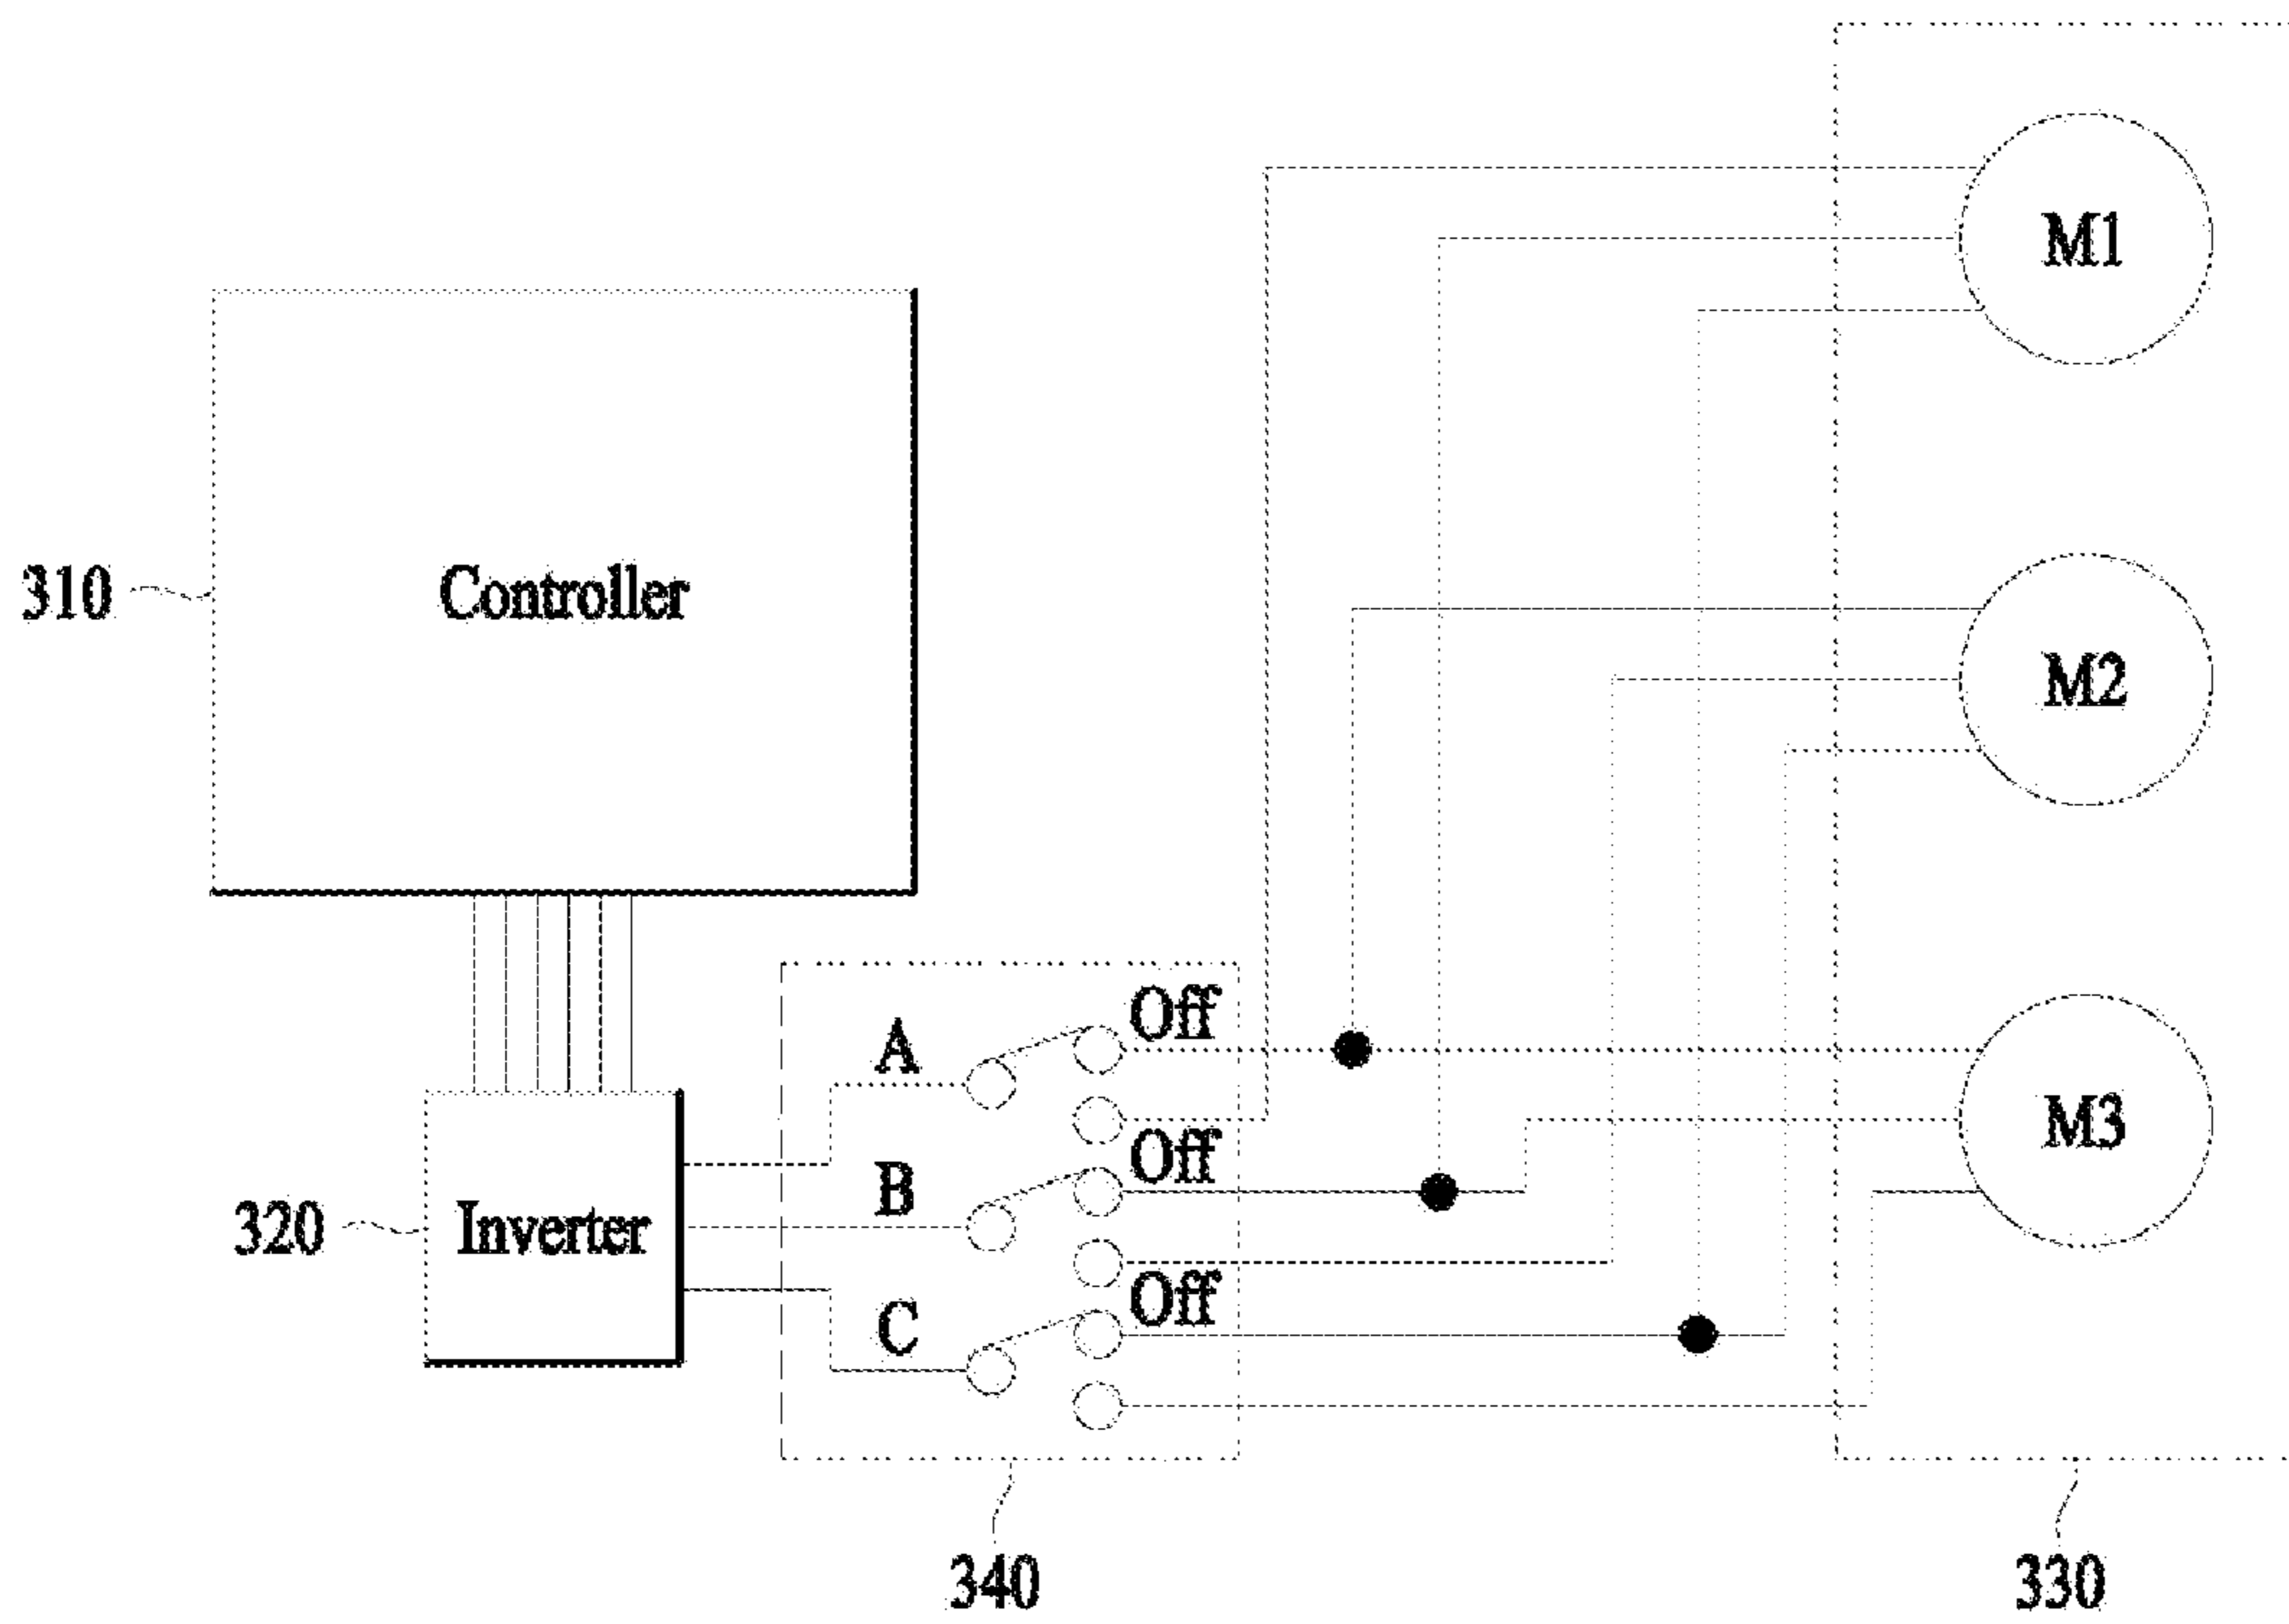 M1
310
Controller
M2
Off
A
M3
Off
B
320
Inverter
Off
C
340
330